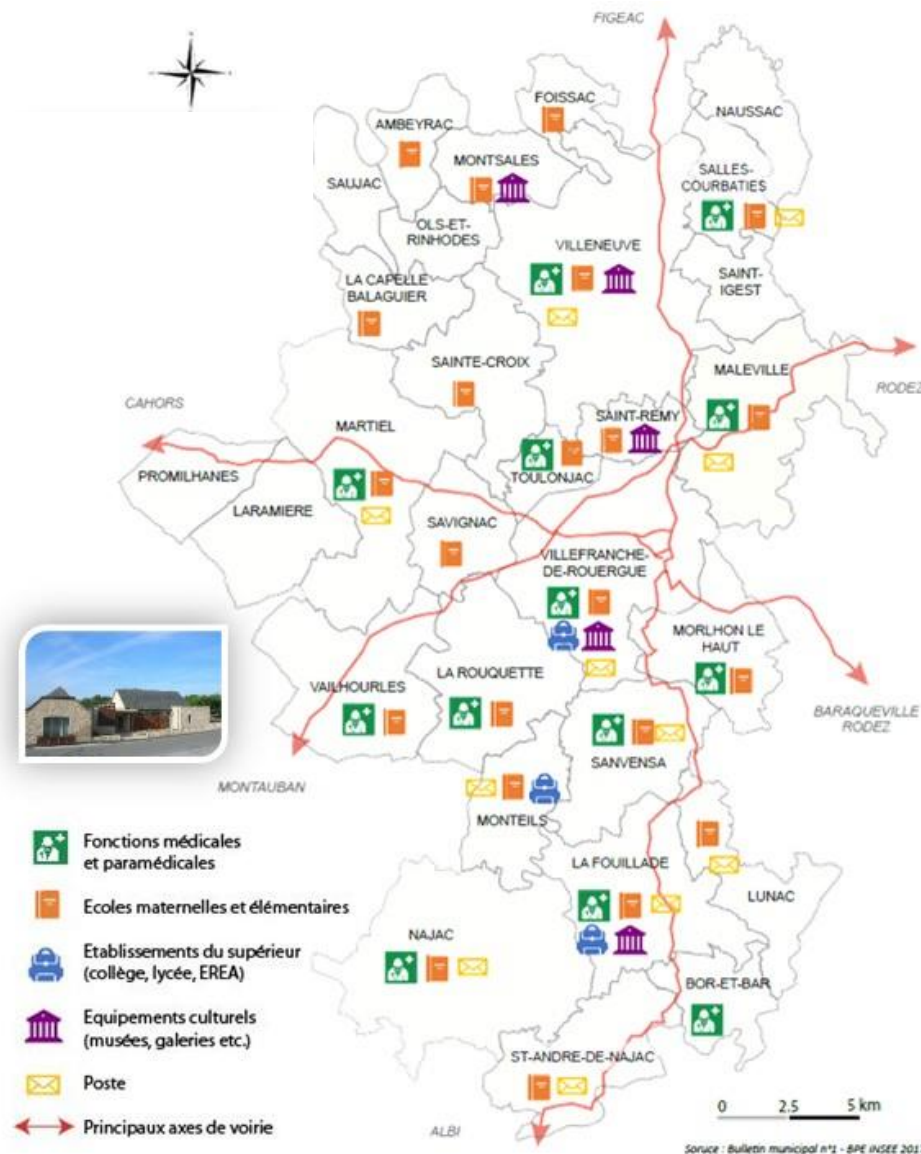 FIGEAC
N
NAUSSAC
FOISSAC
AMBEYRAC
MONTSALES
SALLES-
COURBATIES
SAUJAC
OLS-ET-
RINHODES
VILLENEUVE
SAINT-
IGEST
LA CAPELLE
BALAGUIER
SAINTE-CROIX
MALEVILLE
RODEZ
CAHORS
MARTIEL
SAINT-REMY
TOULONJAC
PROMILHANES
LARAMIERE
SAVIGNAC
VILLEFRANCHE-
DE-ROUERGUE
MORLHON LE
HAUT
LA ROUQUETTE
VAILHOURLES
BARAQUEVILLE
RODEZ
SANVENSA
MONTAUBAN
MONTEILS
Fonctions médicales
et paramédicales
LA FOUILLADE
LUNAC
Ecoles maternelles et élémentaires
NAJAC
Etablissements du supérieur
(collège, lycée, EREA)
BOR-ET-BAR
Equipements culturels
(musées, galeries etc.)
ST-ANDRE-DE-NAJAC
Poste
0 2.5 5 km
Principaux axes de voirie
ALBI
Soruce : Bulletin municipal n°1 - BPE INSEE